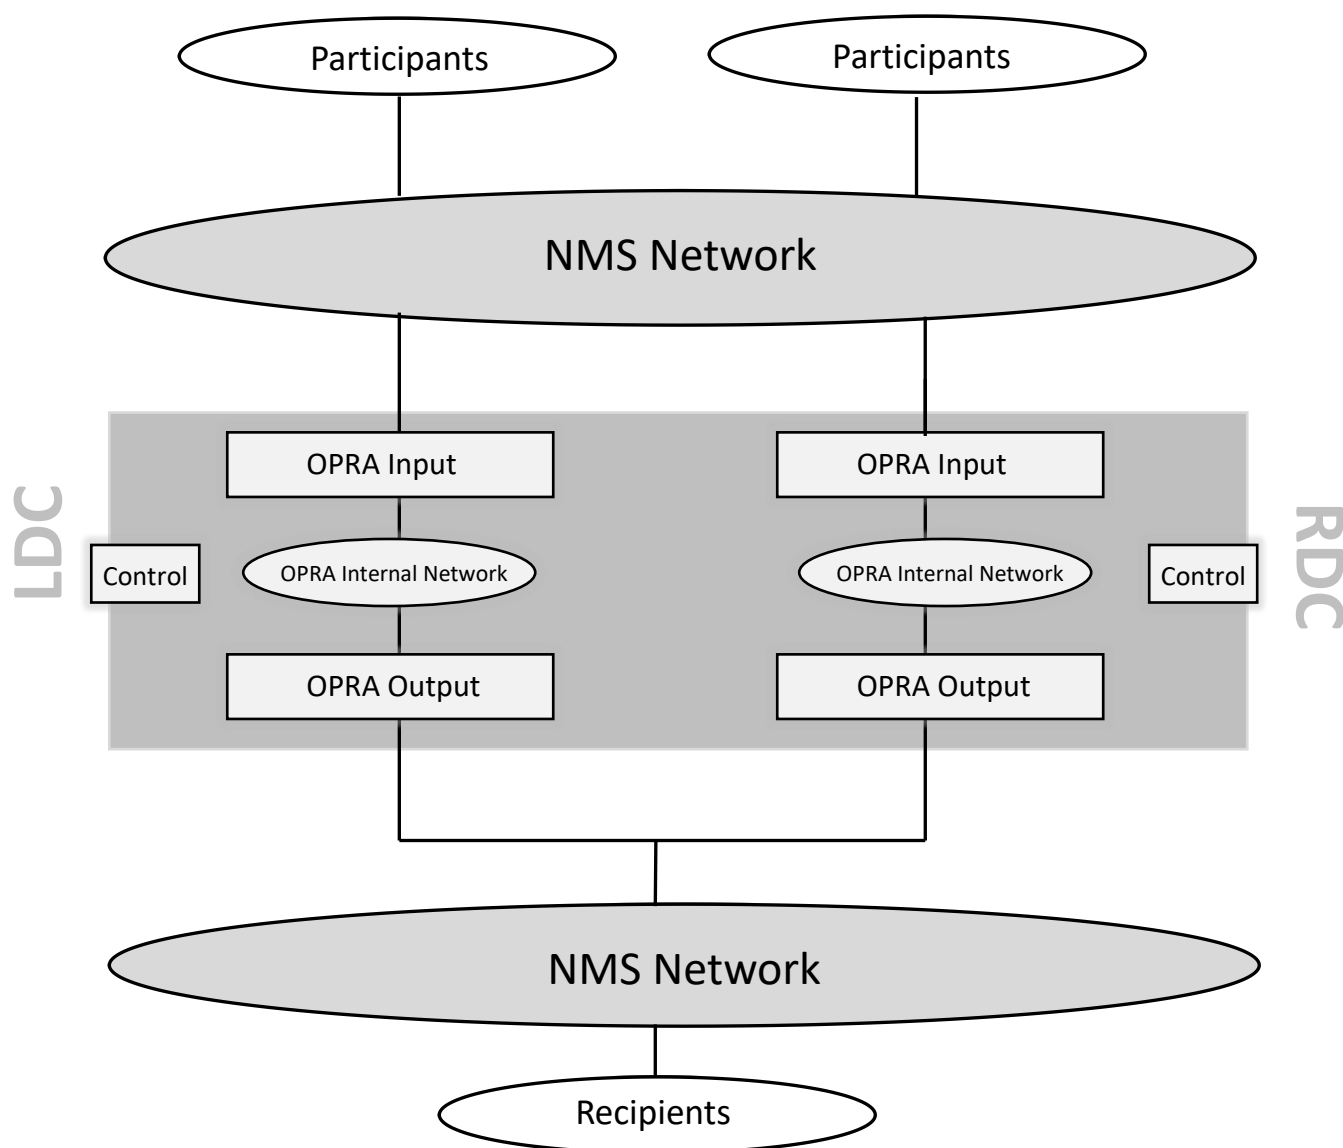 Participants
Participants
NMS Network
OPRA Input
OPRA Input
LDC
Control
OPRA Internal Network
OPRA Internal Network
Control
RDC
OPRA Output
OPRA Output
NMS Network
Recipients